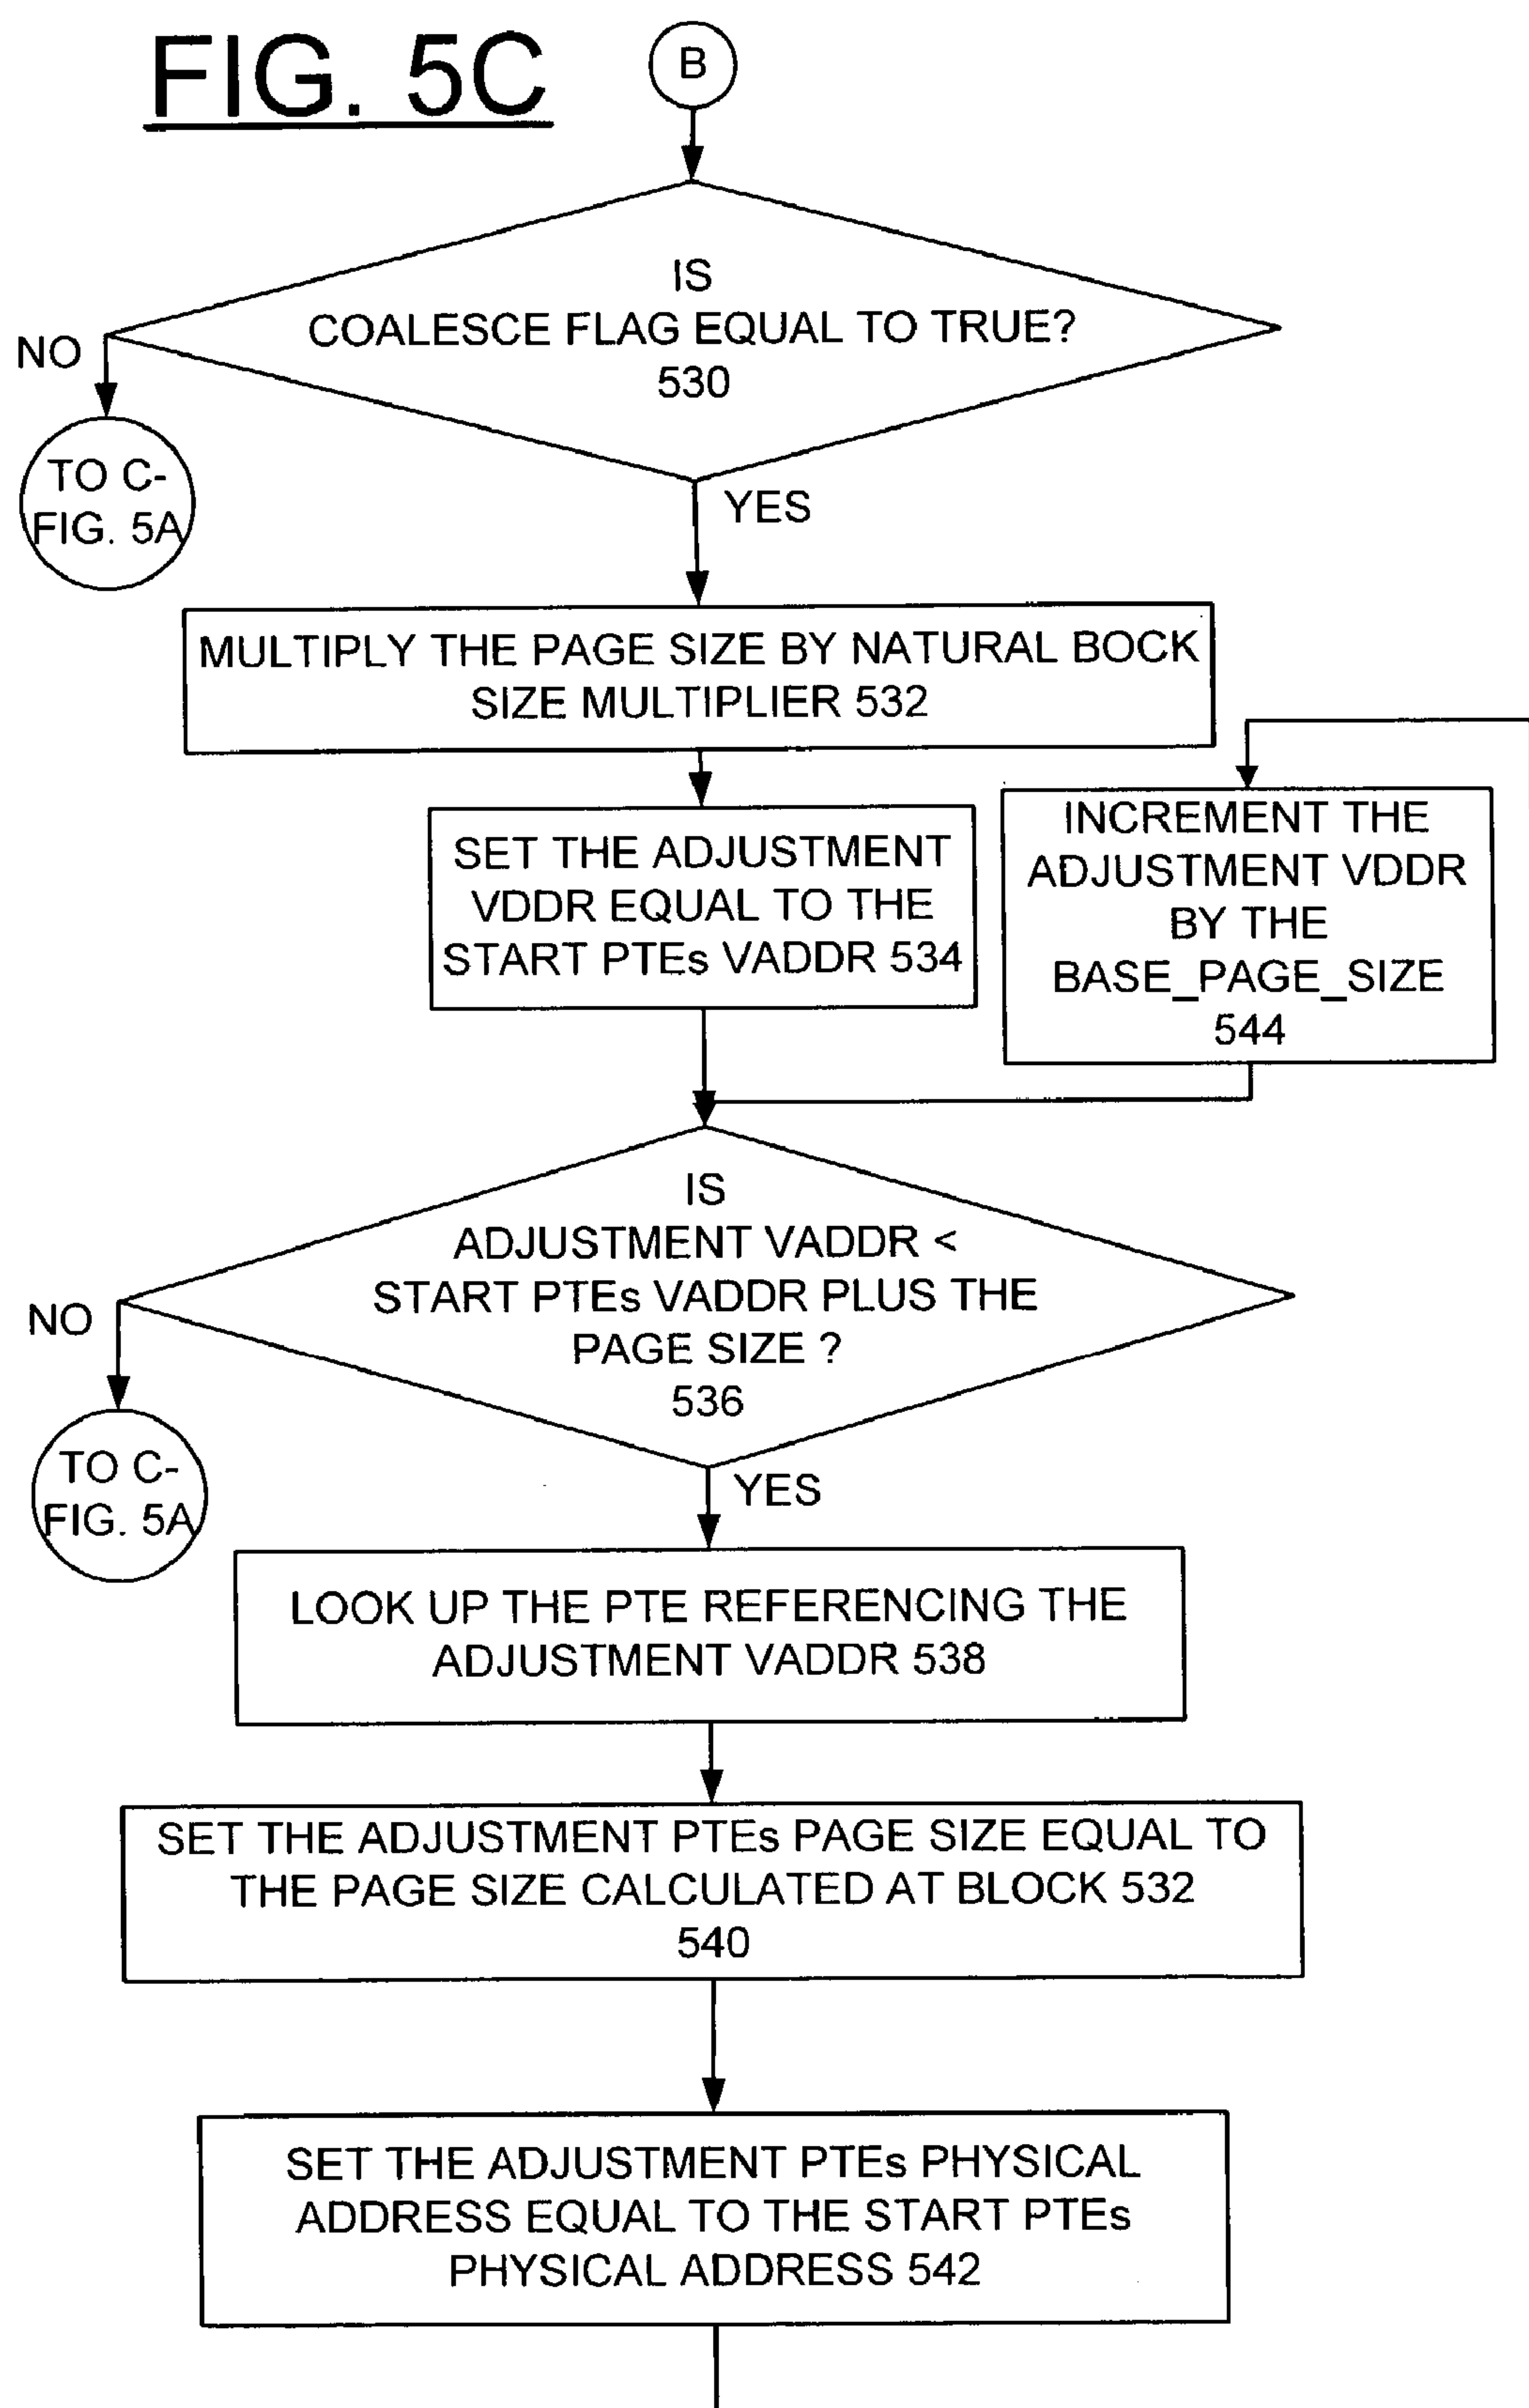 FIG. 5C
B
IS
COALESCE FLAG EQUAL TO TRUE?
530
NO
TO C-
FIG. 5A
YES
MULTIPLY THE PAGE SIZE BY NATURAL BOCK
SIZE MULTIPLIER 532
SET THE ADJUSTMENT
VDDR EQUAL TO THE
START PTEs VADDR 534
INCREMENT THE
ADJUSTMENT VDDR
BY THE
BASE_PAGE_SIZE
544
IS
ADJUSTMENT VADDR <
START PTEs VADDR PLUS THE
PAGE SIZE ?
536
NO
TO C-
FIG. 5A
YES
LOOK UP THE PTE REFERENCING THE
ADJUSTMENT VADDR 538
SET THE ADJUSTMENT PTEs PAGE SIZE EQUAL TO
THE PAGE SIZE CALCULATED AT BLOCK 532
540
SET THE ADJUSTMENT PTEs PHYSICAL
ADDRESS EQUAL TO THE START PTEs
PHYSICAL ADDRESS 542